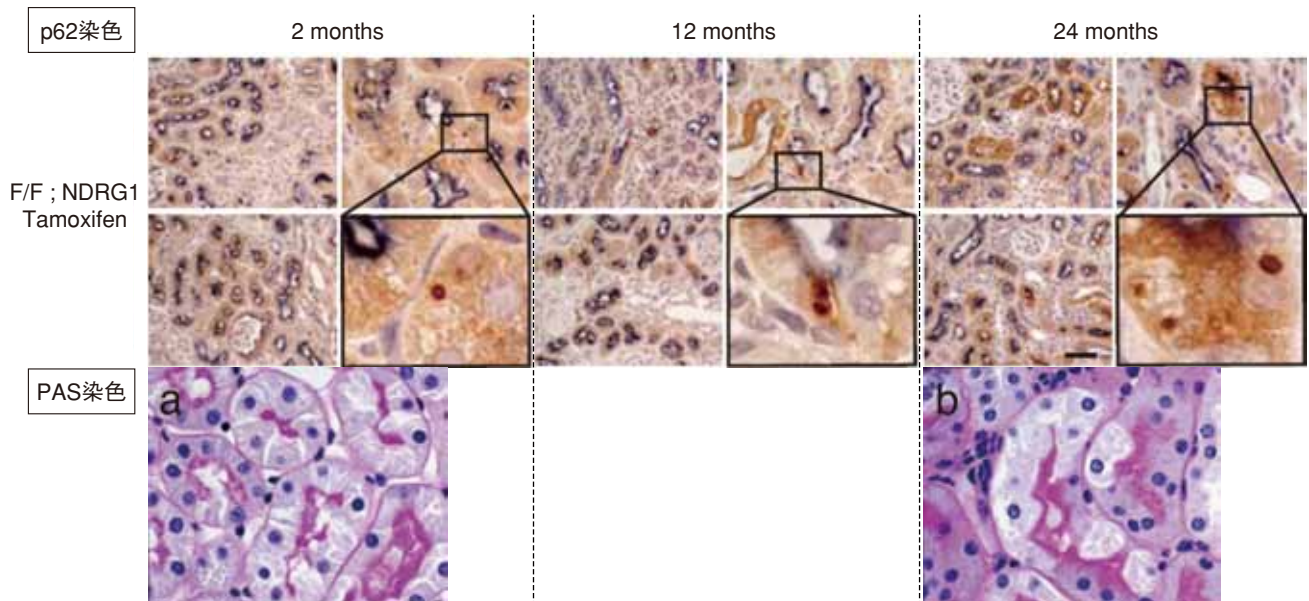 p62染色
2 months
12 months
24 months
F/F ; NDRG1
Tamoxifen
PAS染色
a
b